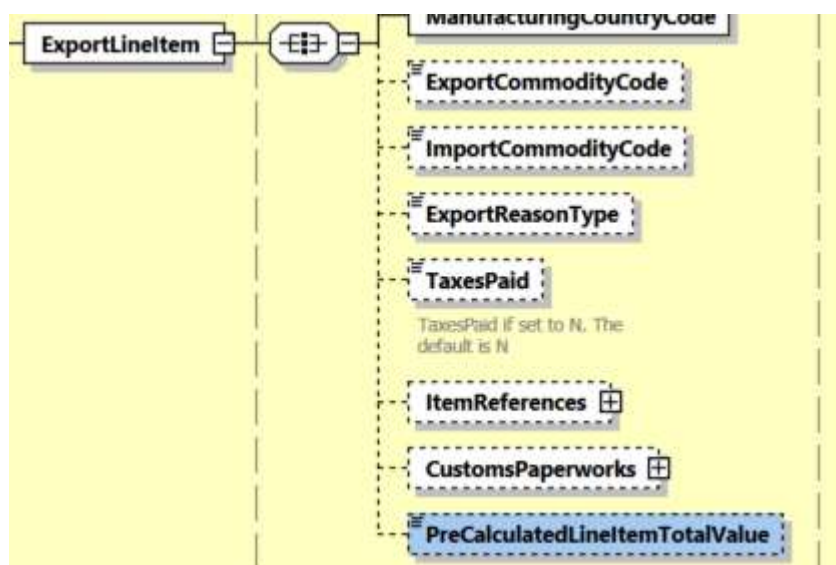 ManufacturingCountryCode
ExportLineItem
ExportCommodityCode
ImportCommodityCode
ExportReasonType
TaxesPaid
TaxesPaid if set to N. The
default is N
ItemReferences
CustomsPaperworks
PreCalculatedLineItemTotalValue